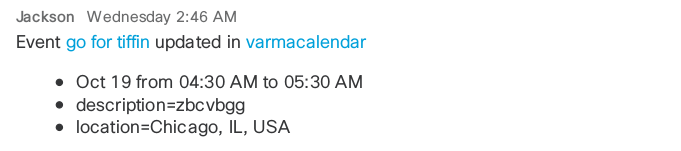 Jackson Wednesday 2:46 AM
Event go for tiffin updated in varmacalendar
• Oct 19 from 04:30 AM to 05:30 AM
• description=zbcvbgg
• location=Chicago, IL, USA